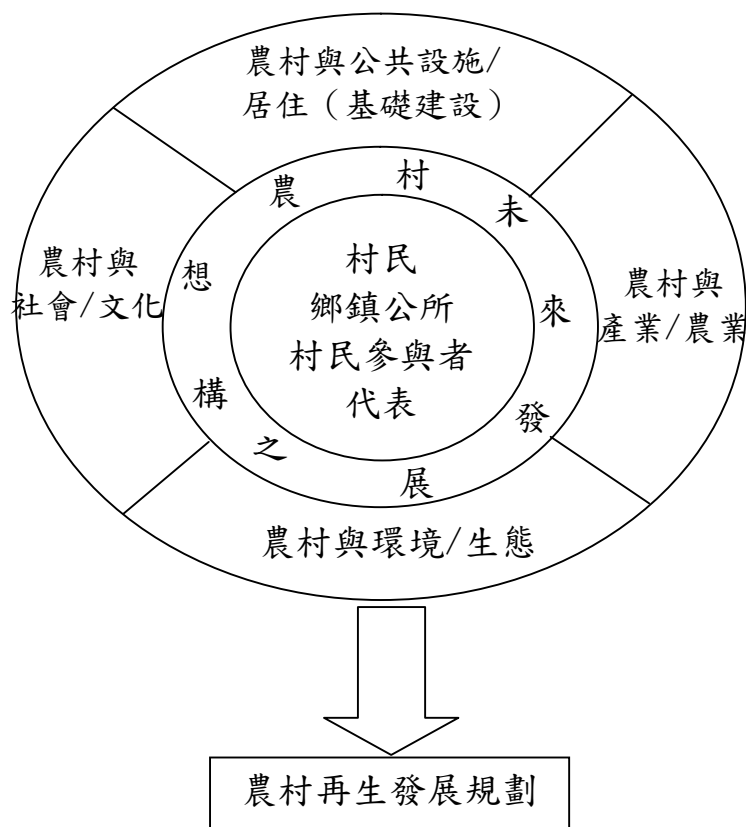 農村與公共設施/
居住（基礎建設）
農村未來發展之構想
農村與
社會/文化
村民
鄉鎮公所
村民參與者
代表
農村與
產業/農業
農村與環境/生態
農村再生發展規劃